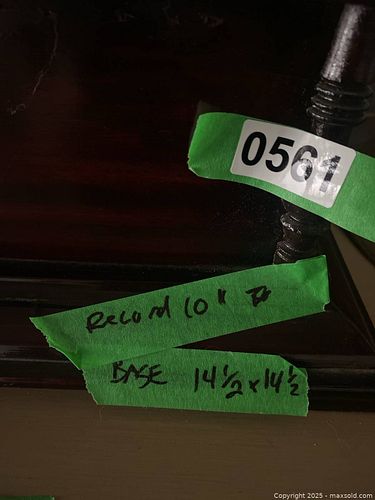 0561
Record 10"
BASE 14 1/2 x 14 1/2
Copyright 2025 - maxsold.com